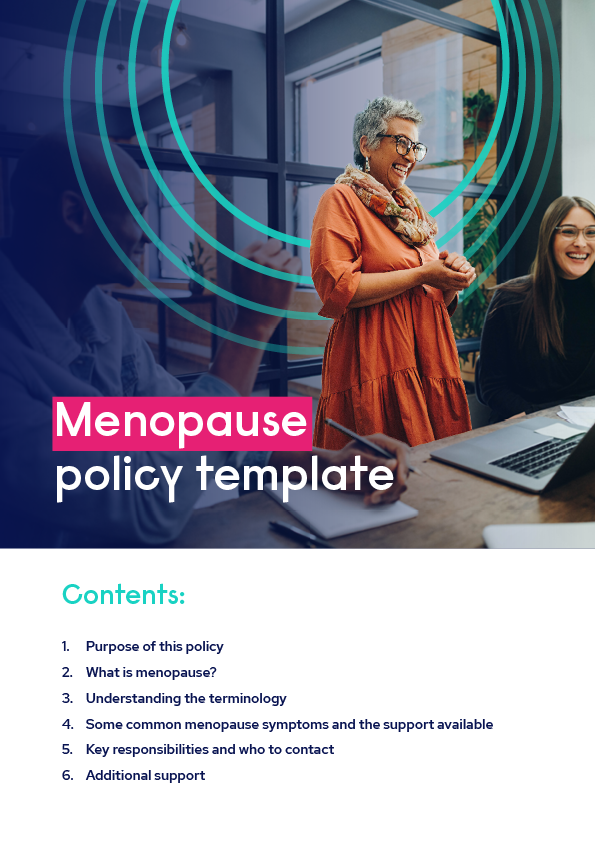 Menopause
policy template
Contents:
1. Purpose of this policy
2. What is menopause?
3. Understanding the terminology
4. Some common menopause symptoms and the support available
5. Key responsibilities and who to contact
6. Additional support